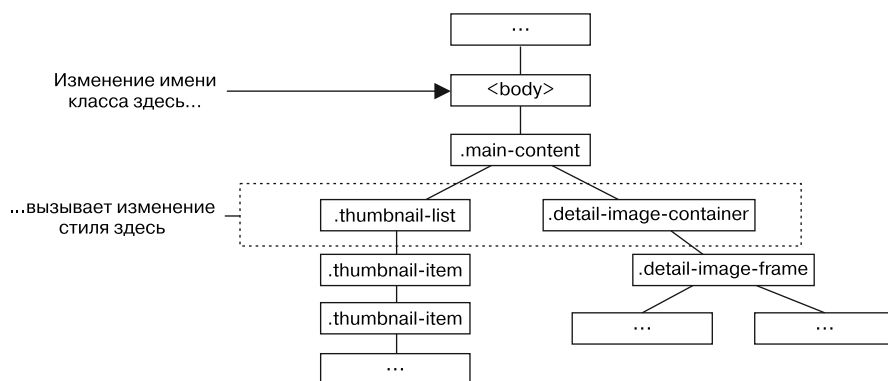 ...
Изменение имени
класса здесь...
<body>
.main-content
...вызывает изменение
стиля здесь
.thumbnail-list
.detail-image-container
.thumbnail-item
.detail-image-frame
.thumbnail-item
...
...
...